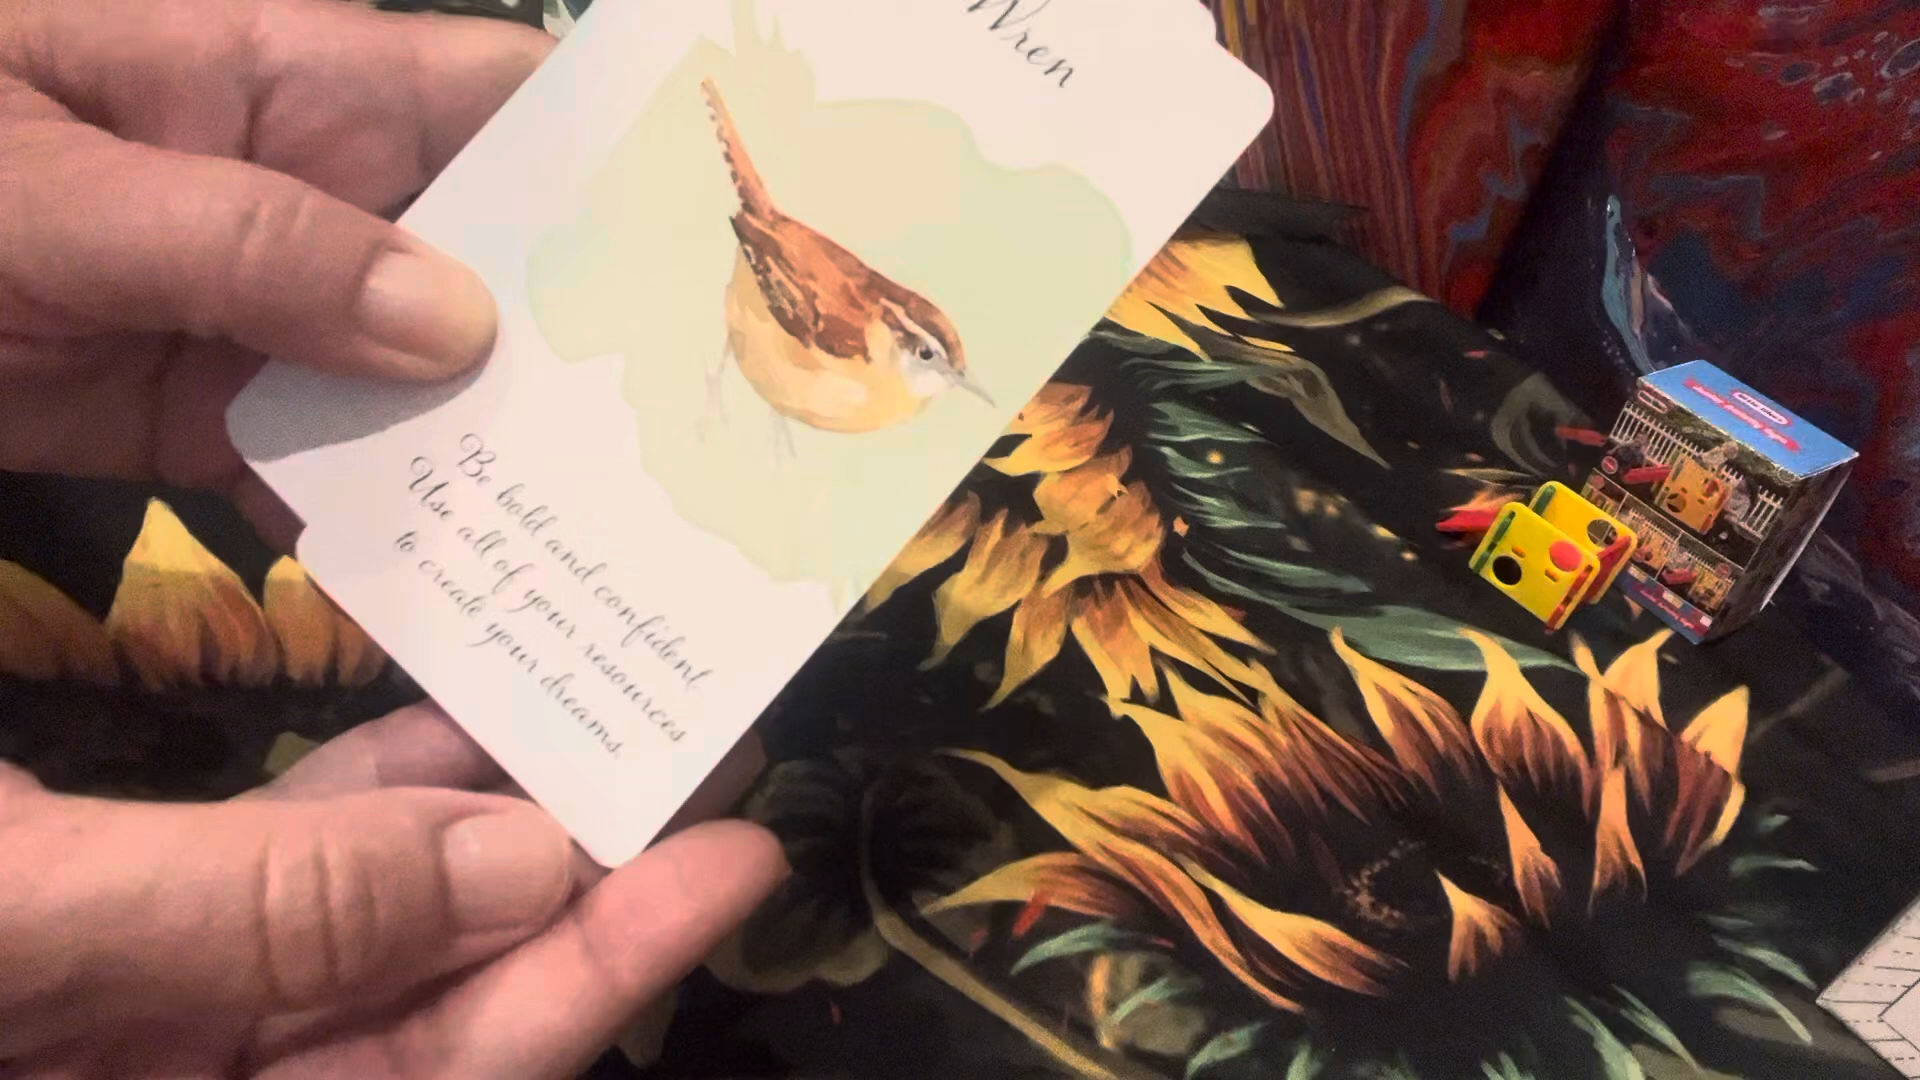 Wren
Be bold and confident
Use all of your resources
to create your dreams.